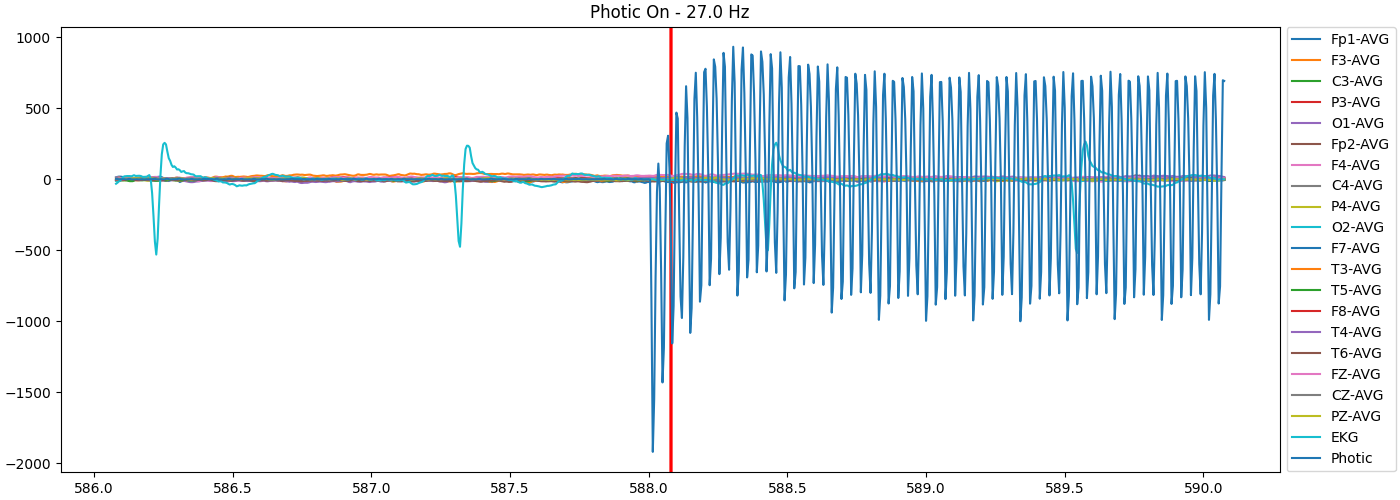 Photic On - 27.0 Hz
1000
500
0
−500
−1000
−1500
−2000
586.0 586.5 587.0 587.5 588.0 588.5 589.0 589.5 590.0
Fp1-AVG
F3-AVG
C3-AVG
P3-AVG
O1-AVG
Fp2-AVG
F4-AVG
C4-AVG
P4-AVG
O2-AVG
F7-AVG
T3-AVG
T5-AVG
F8-AVG
T4-AVG
T6-AVG
FZ-AVG
CZ-AVG
PZ-AVG
EKG
Photic